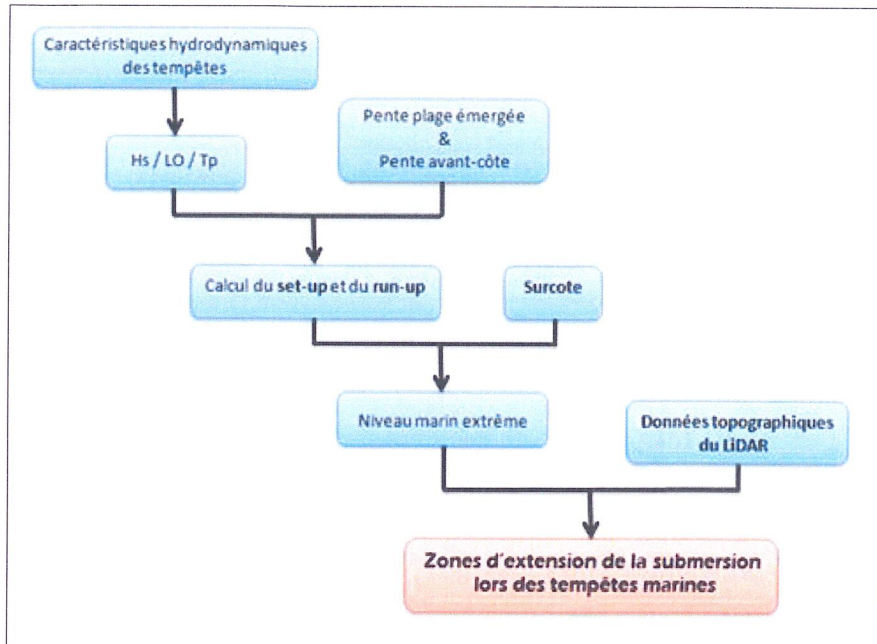 Caractéristiques hydrodynamiques
des tempêtes
Pente plage émergée
&
Pente avant-côte
Hs / LO / Tp
Calcul du set-up et du run-up
Surcote
Niveau marin extrême
Données topographiques
du LiDAR
Zones d'extension de la submersion
lors des tempêtes marines